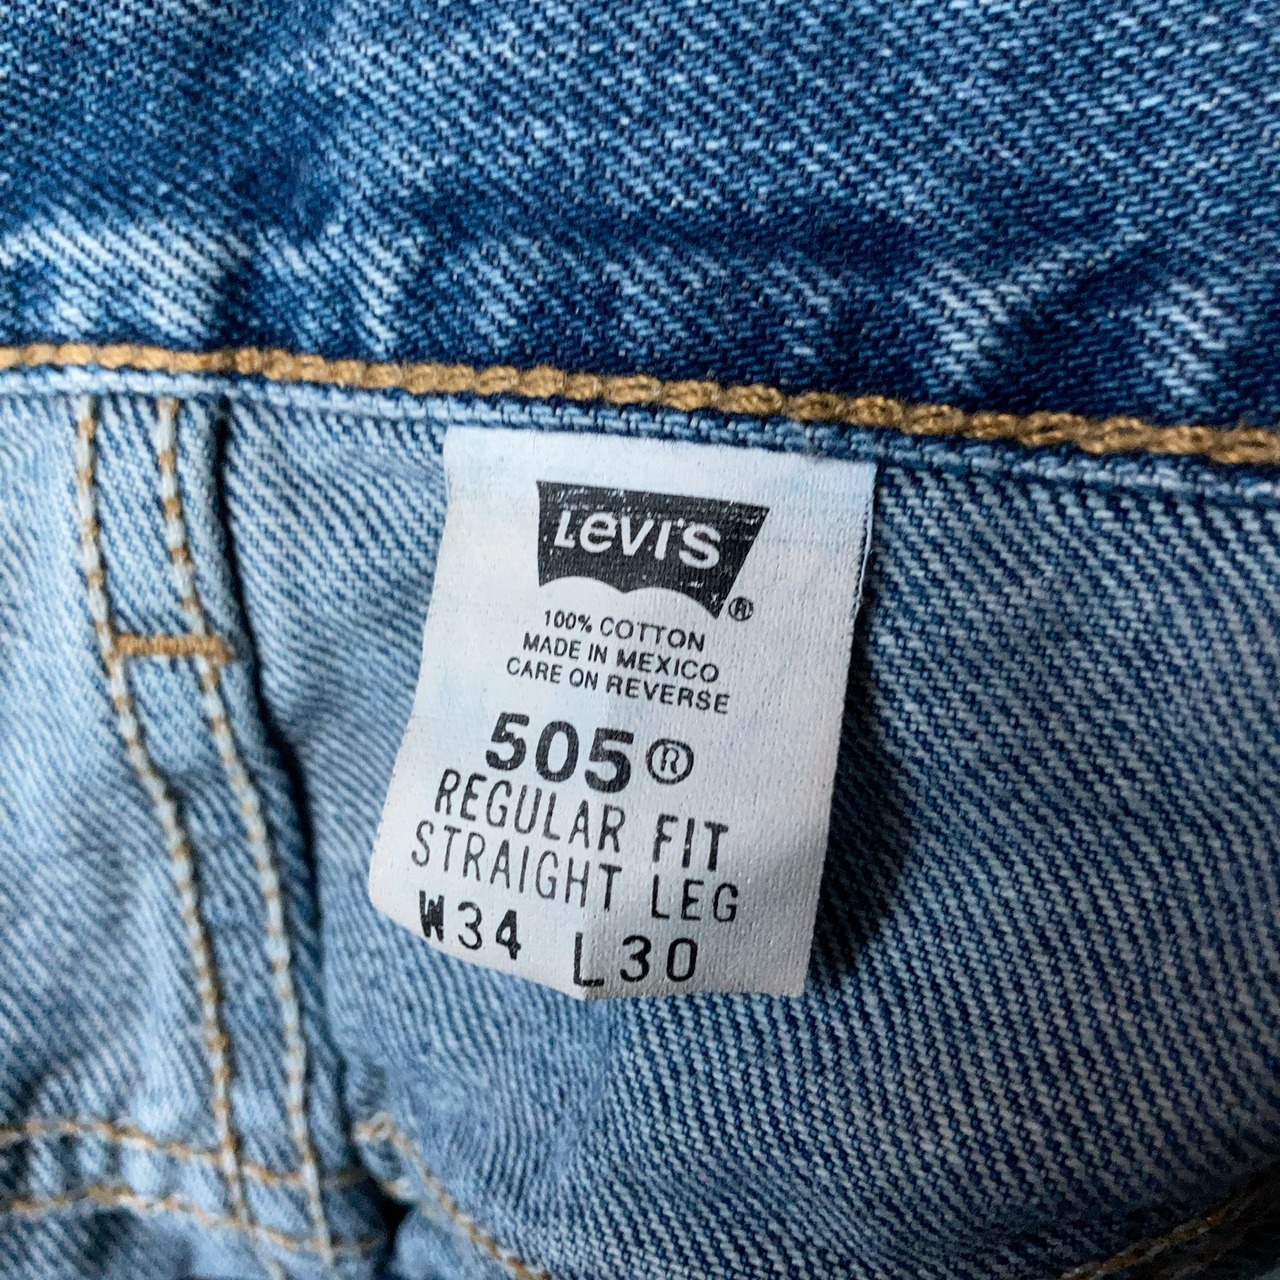 Levi's ®
100% COTTON
MADE IN MEXICO
CARE ON REVERSE
505®
REGULAR FIT
STRAIGHT LEG
W34 L30